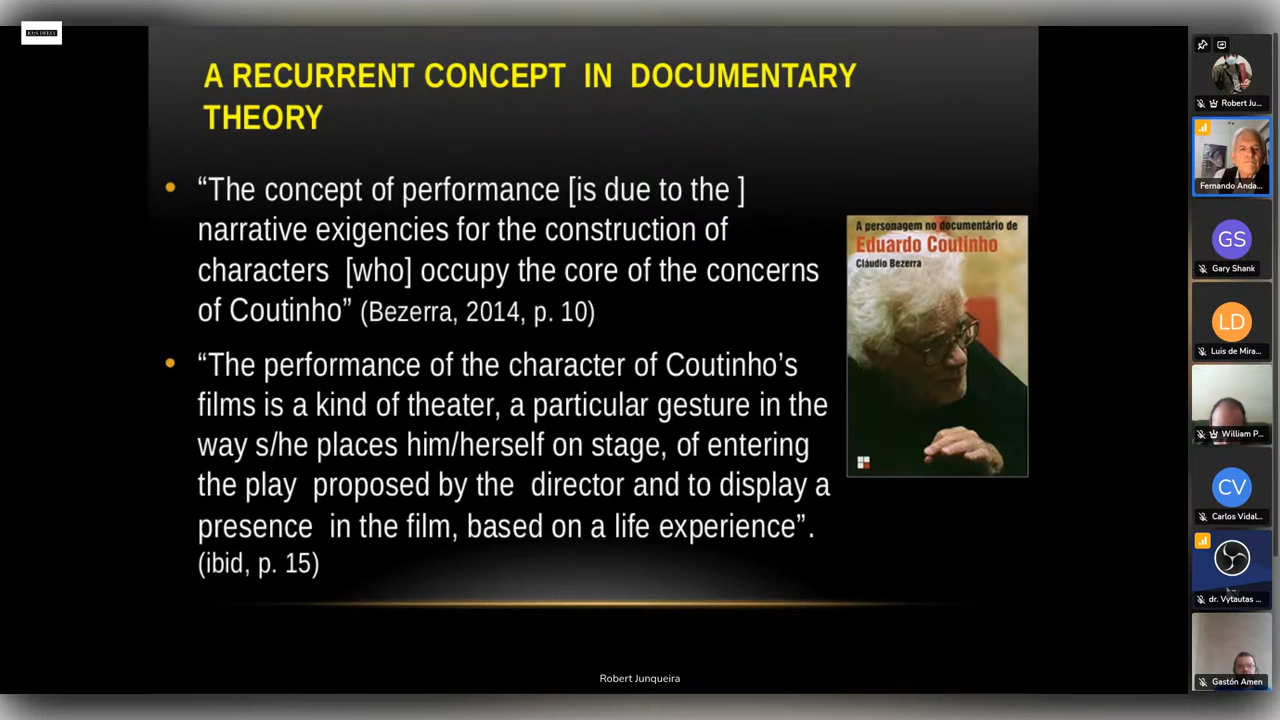 IO2S DEELY
A RECURRENT CONCEPT IN DOCUMENTARY
THEORY
• “The concept of performance [is due to the ]
narrative exigencies for the construction of
characters [who] occupy the core of the concerns
of Coutinho” (Bezerra, 2014, p. 10)
• “The performance of the character of Coutinho’s
films is a kind of theater, a particular gesture in the
way s/he places him/herself on stage, of entering
the play proposed by the director and to display a
presence in the film, based on a life experience”.
(ibid, p. 15)
A personagem no documentário de
Eduardo Coutinho
Cláudio Bezerra
Robert Junqueira
Robert Ju...
Fernando Anda...
GS
Gary Shank
LD
Luis de Mira...
William P...
CV
Carlos Vidal...
dr. Vytautas ...
Gastón Amen